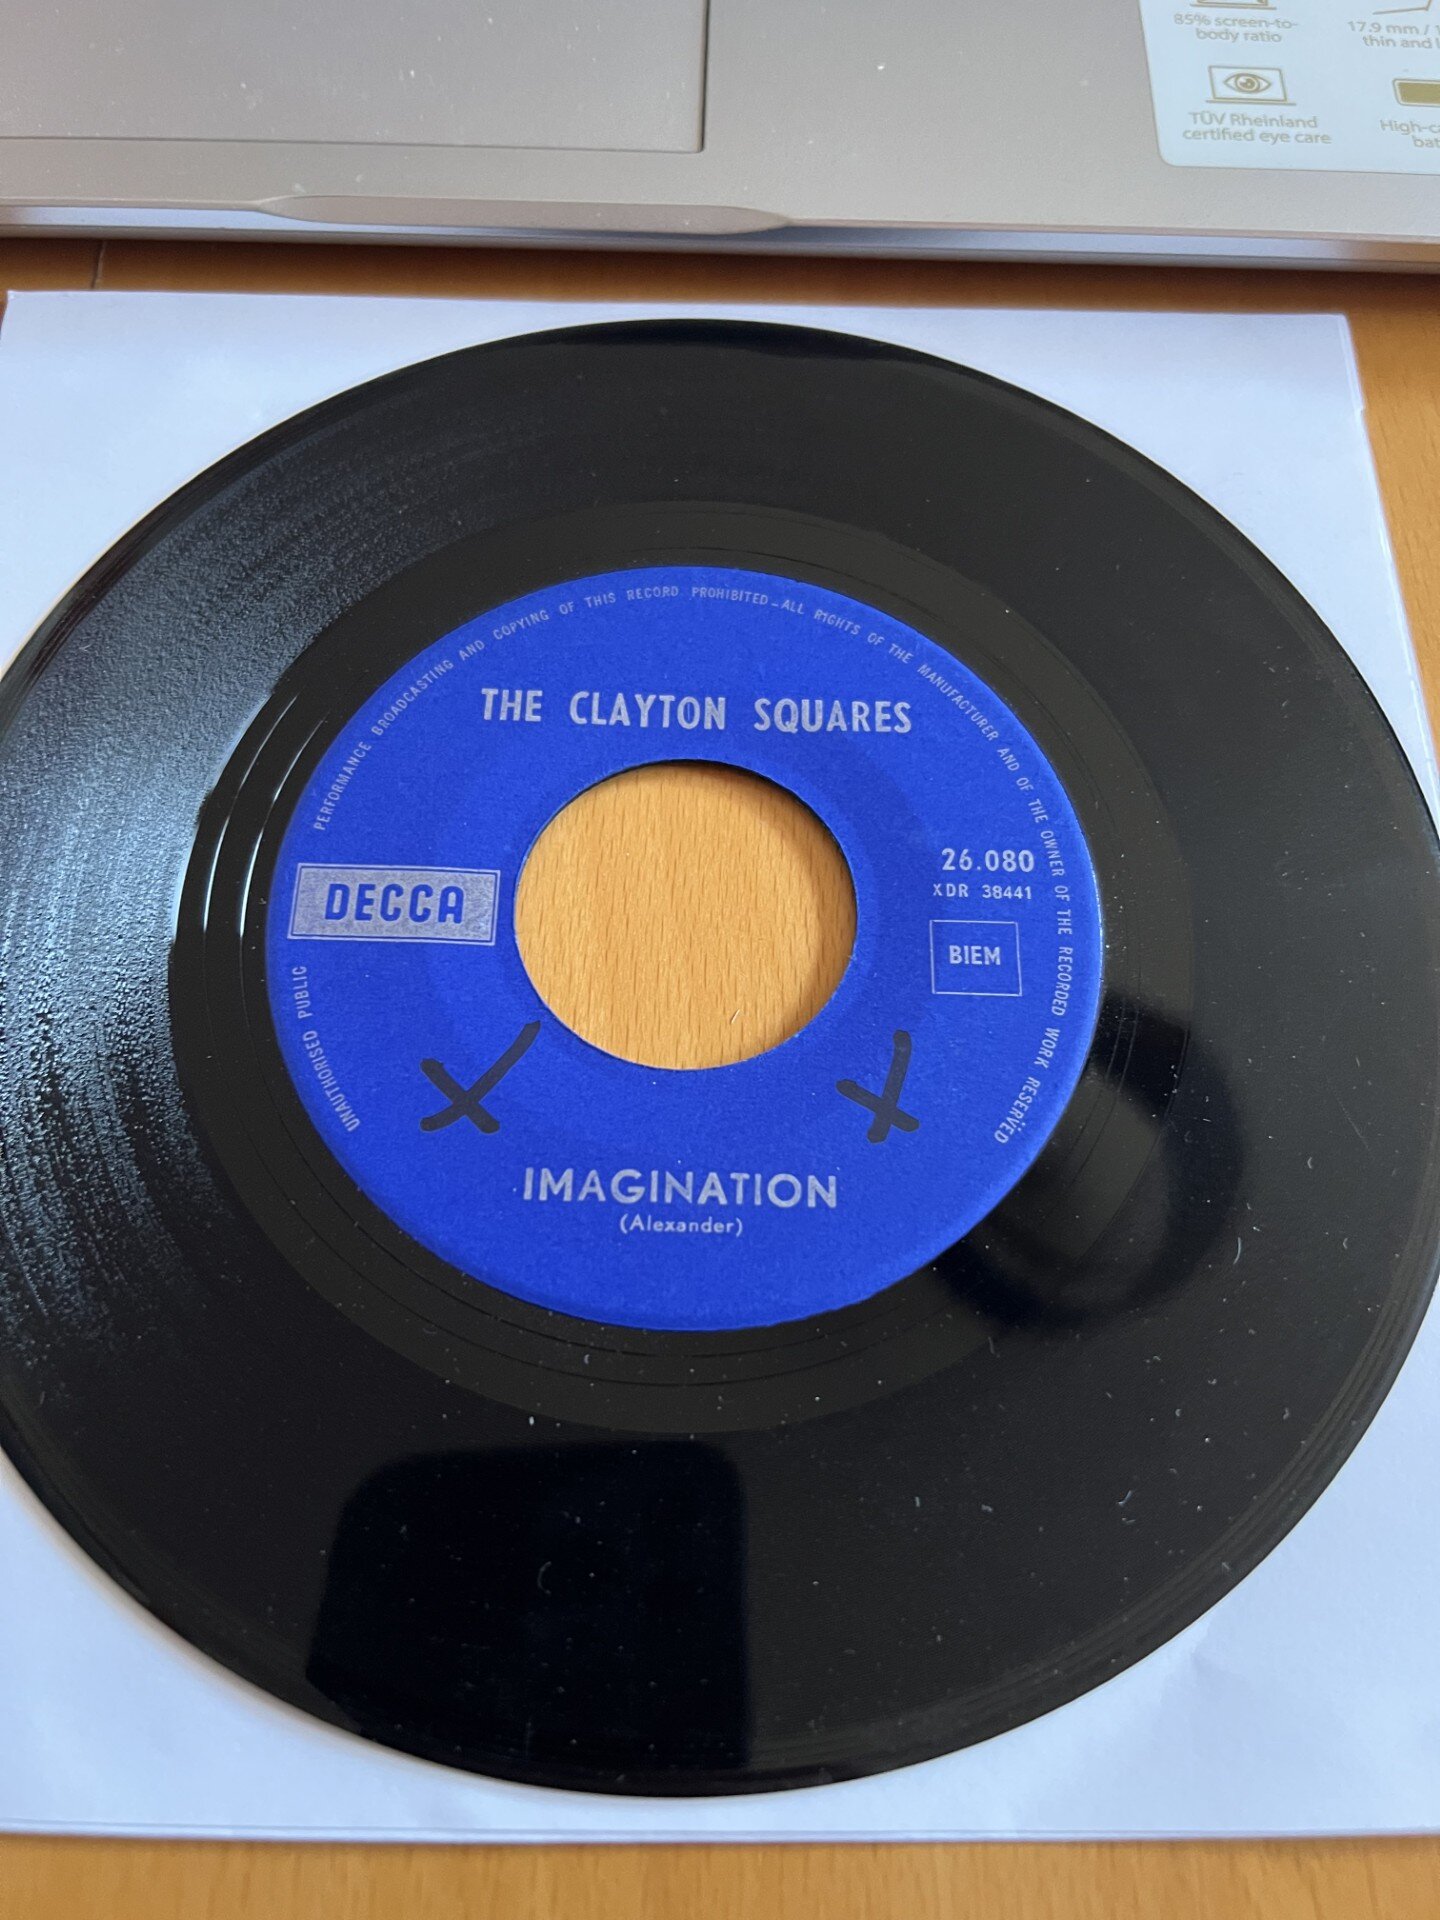 85% screen-to-
body ratio
17.9 mm /
thin and
TÜV Rheinland
certified eye care
UNAUTHORISED PUBLIC PERFORMANCE BROADCASTING AND COPYING OF THIS RECORD PROHIBITED_ALL RIGHTS OF THE MANUFACTURER AND OF THE OWNER OF THE RECORDED WORK RESERVED
THE CLAYTON SQUARES
26.080
XDR 38441
DECCA
BIEM
X X
IMAGINATION
(Alexander)